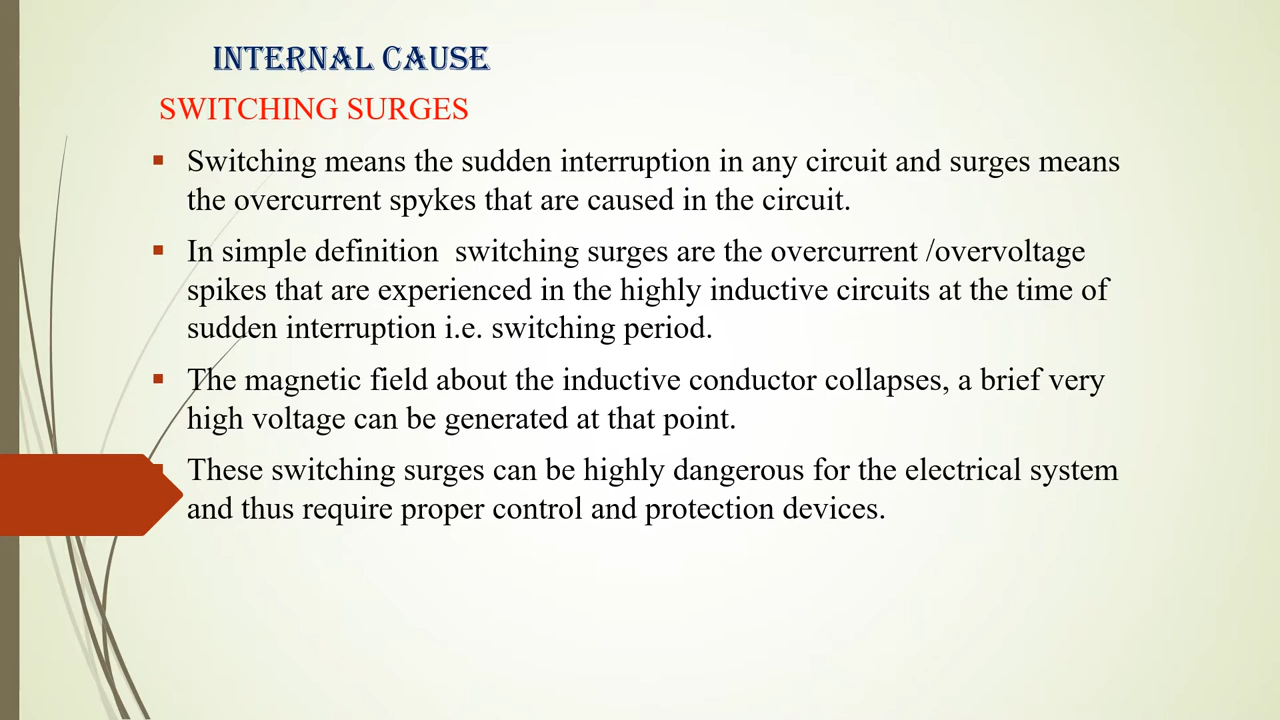 INTERNAL CAUSE
SWITCHING SURGES
▪ Switching means the sudden interruption in any circuit and surges means
the overcurrent spykes that are caused in the circuit.
▪ In simple definition  switching surges are the overcurrent /overvoltage
spikes that are experienced in the highly inductive circuits at the time of
sudden interruption i.e. switching period.
▪ The magnetic field about the inductive conductor collapses, a brief very
high voltage can be generated at that point.
▪ These switching surges can be highly dangerous for the electrical system
and thus require proper control and protection devices.